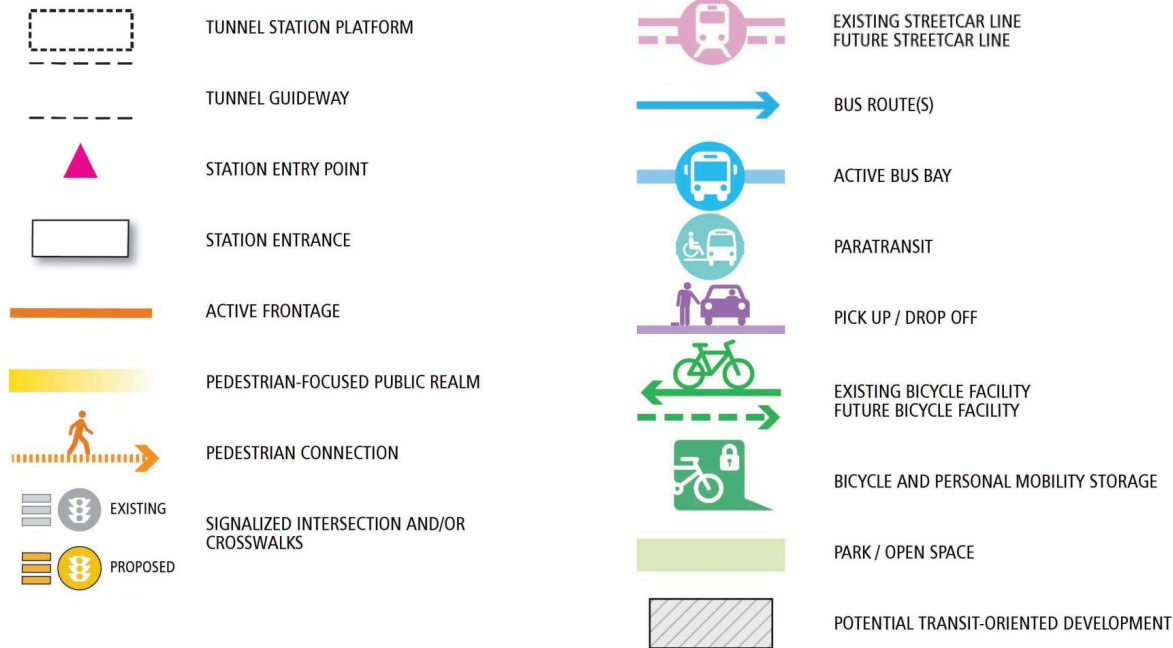 TUNNEL STATION PLATFORM
TUNNEL GUIDEWAY
STATION ENTRY POINT
STATION ENTRANCE
ACTIVE FRONTAGE
PEDESTRIAN-FOCUSED PUBLIC REALM
PEDESTRIAN CONNECTION
EXISTING
SIGNALIZED INTERSECTION AND/OR
CROSSWALKS
PROPOSED
EXISTING STREETCAR LINE
FUTURE STREETCAR LINE
BUS ROUTE(S)
ACTIVE BUS BAY
PARATRANSIT
PICK UP / DROP OFF
EXISTING BICYCLE FACILITY
FUTURE BICYCLE FACILITY
BICYCLE AND PERSONAL MOBILITY STORAGE
PARK / OPEN SPACE
POTENTIAL TRANSIT-ORIENTED DEVELOPMENT